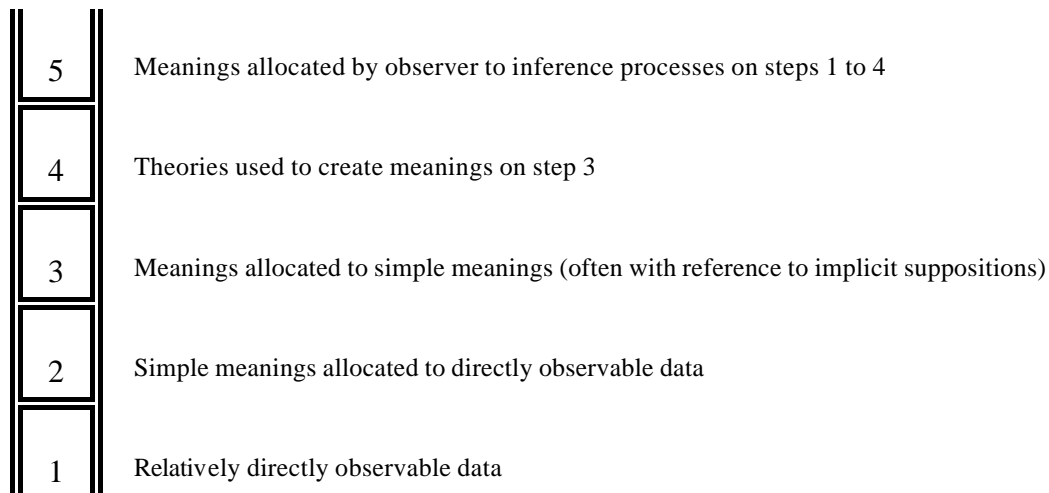 5 Meanings allocated by observer to inference processes on steps 1 to 4
4 Theories used to create meanings on step 3
3 Meanings allocated to simple meanings (often with reference to implicit suppositions)
2 Simple meanings allocated to directly observable data
1 Relatively directly observable data